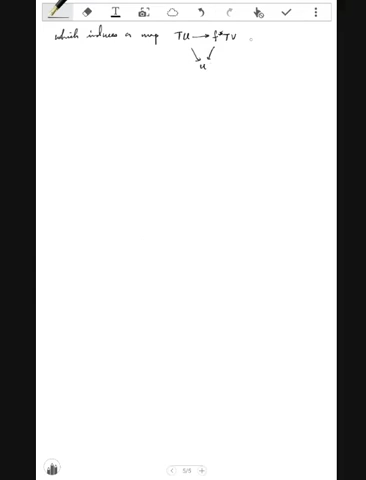 which induces a map TU → f*TV
u
5/5